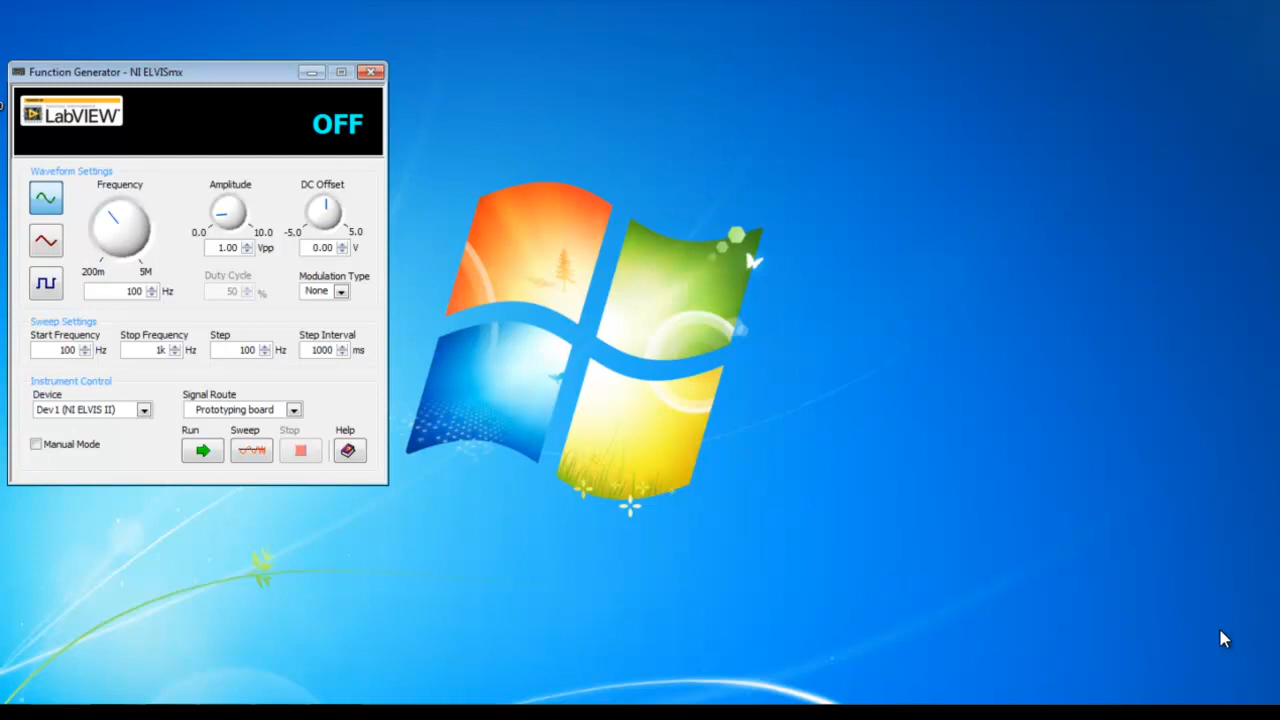 Function Generator - NI ELVISmx
LabVIEW
OFF
Waveform Settings
Frequency Amplitude DC Offset
0.0 10.0 -5.0 5.0
1.00 Vpp 0.00 V
200m 5M Duty Cycle Modulation Type
100 Hz 50 % None
Sweep Settings
Start Frequency Stop Frequency Step Step Interval
100 Hz 1k Hz 100 Hz 1000 ms
Instrument Control
Device Signal Route
Dev1 (NI ELVIS II) Prototyping board
Run Sweep Stop Help
Manual Mode